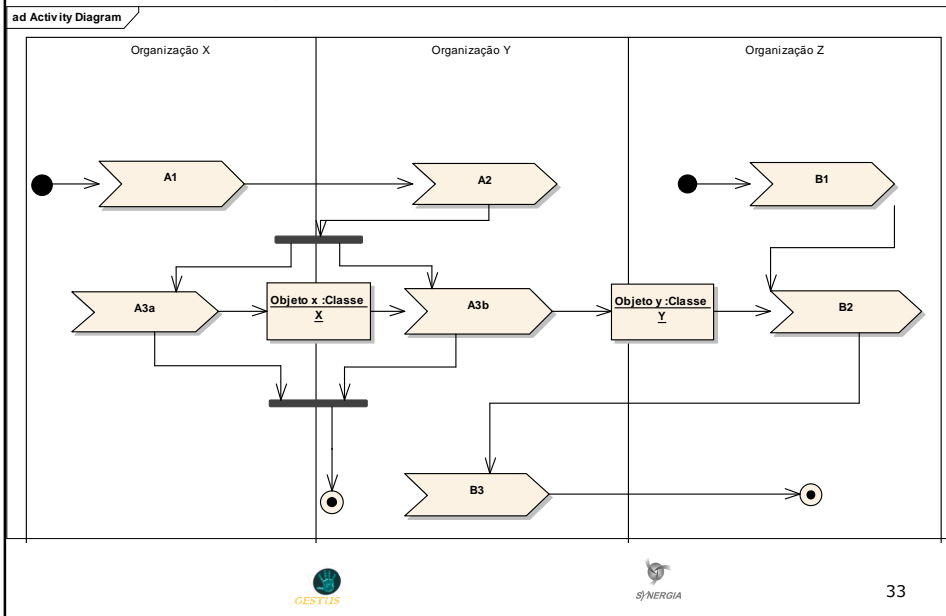 ad Activity Diagram
Organização X
Organização Y
Organização Z
A1
A2
B1
A3a
Objeto x :Classe
X
A3b
Objeto y :Classe
Y
B2
B3
GESTUS
SYNERGIA
33